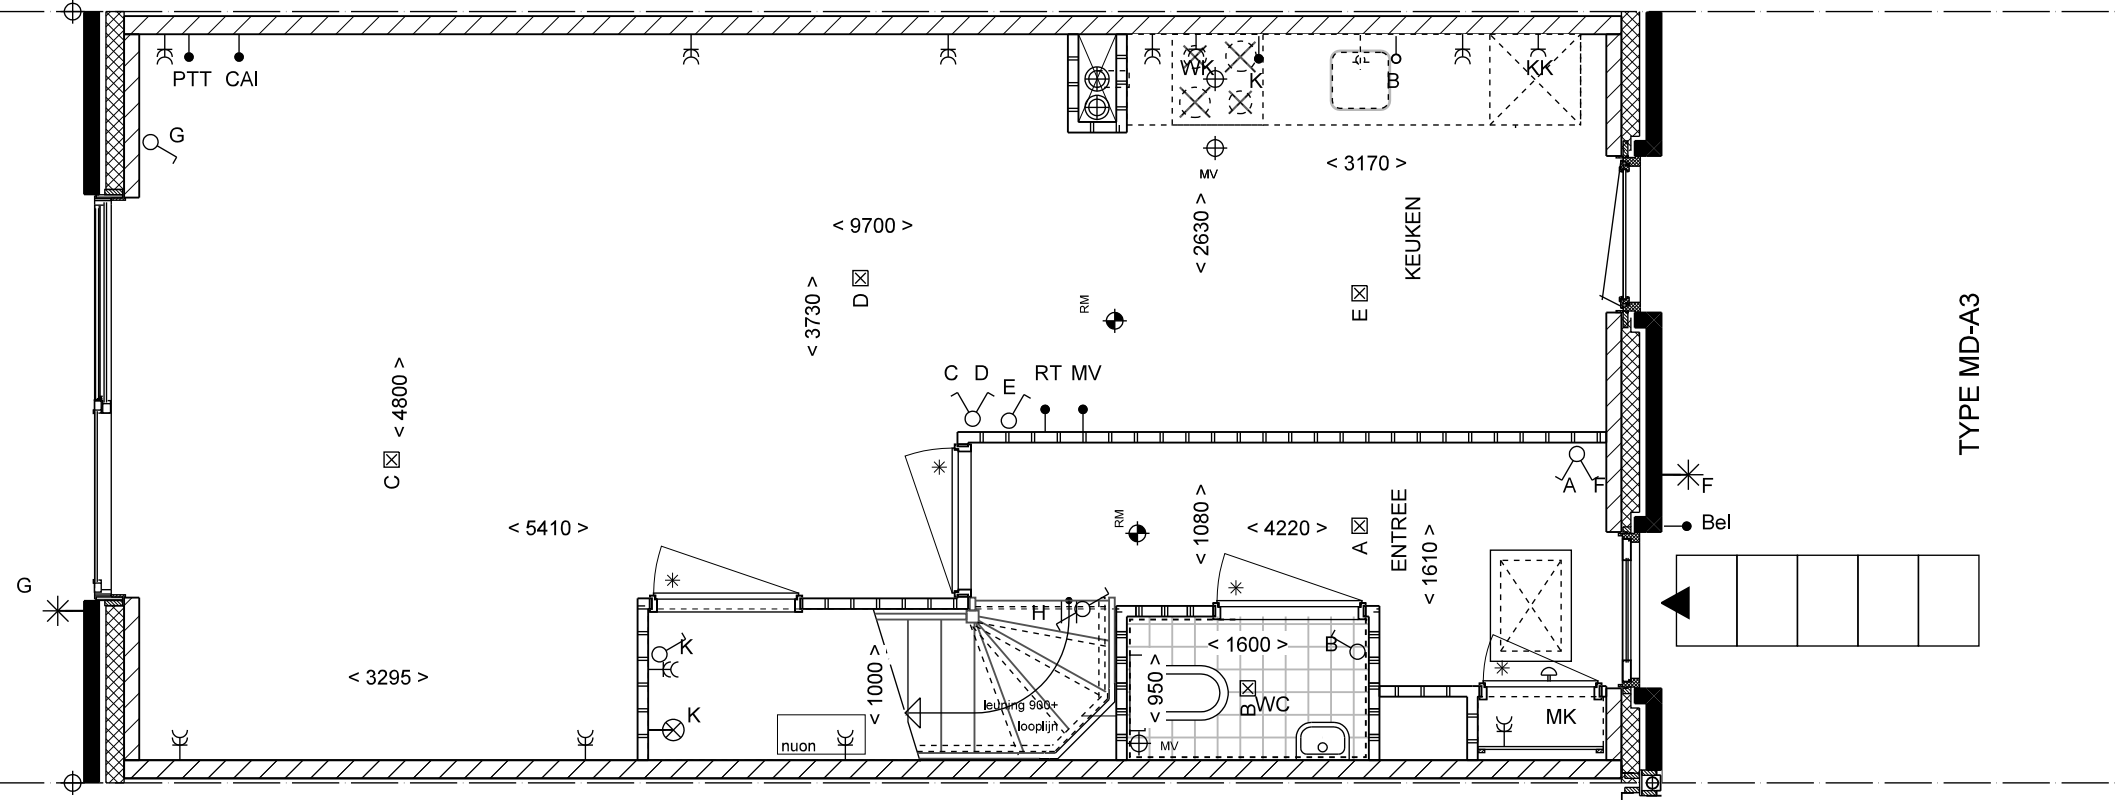 PTT CAI
WK
K
B
KK
G
< 3170 >
MV
< 2630 >
KEUKEN
< 9700 >
D
E
< 3730 >
RM
TYPE MD-A3
C D E RT MV
< 4800 >
C
A F
F
Bel
< 5410 >
RM
< 1080 >
< 4220 >
A
ENTREE
< 1610 >
G
H
K
< 1600 >
B
< 3295 >
< 1000 >
< 950 >
B
WC
leuning 900+
looplijn
K
nuon
MV
MK